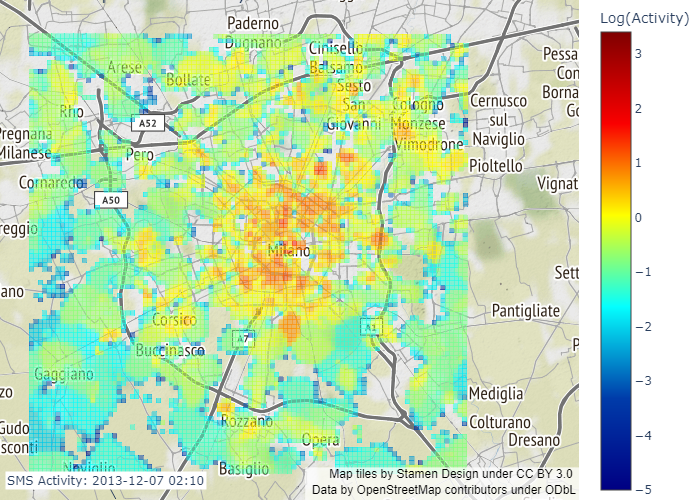 Log(Activity)
3
2
1
0
−1
−2
−3
−4
−5
Paderno
Dugnano
Cinisello
Balsamo
Arese
Bollate
Sesto
San
Giovanni
Cologno
Monzese
Cernusco
sul
Naviglio
Rho
A52
Pregnana
Milanese
Pero
Vimodrone
Pioltello
Cornaredo
A50
Vignat
reggio
Milano
Sett
ano
Pantigliate
Corsico
A7
A1
Buccinasco
Gaggiano
Mediglia
Rozzano
Colturano
Dresano
Opera
Gudo
sconti
Noviglio
Basiglio
Pessa
Con
Borna
Go
P
zo
SMS Activity: 2013-12-07 02:10
Map tiles by Stamen Design under CC BY 3.0
Data by OpenStreetMap contributors under ODbL